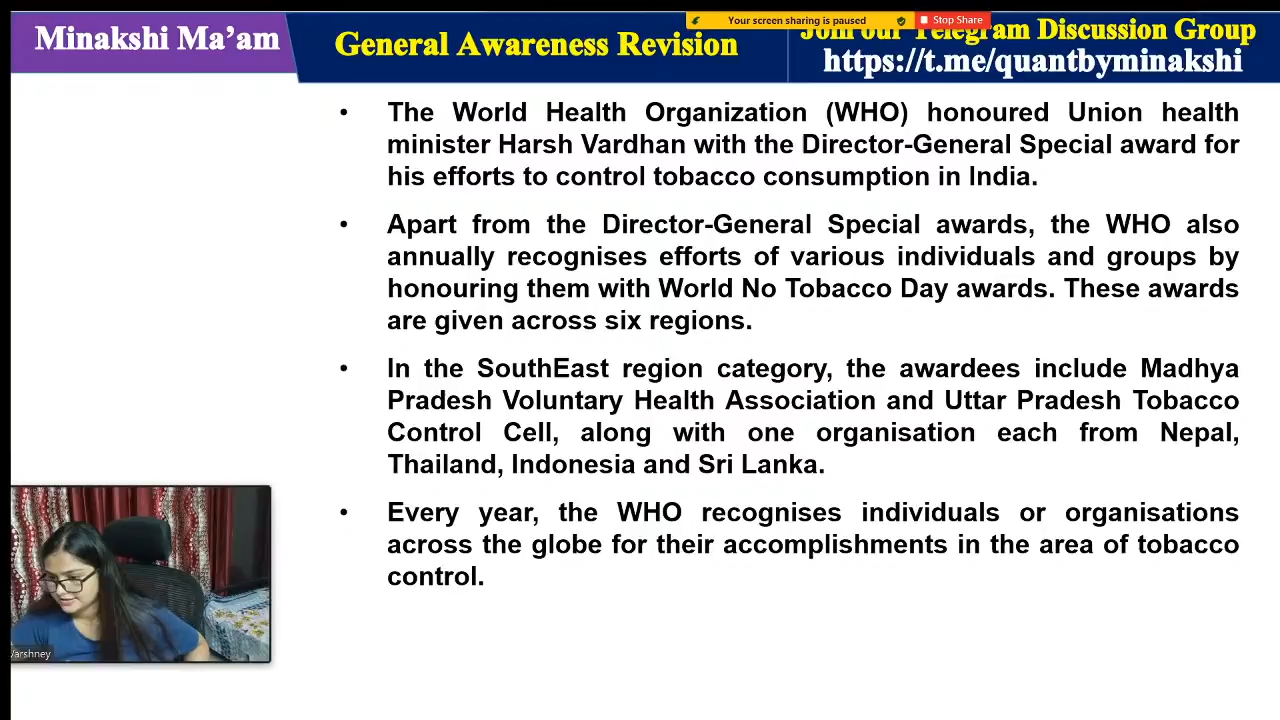 Minakshi Ma'am
General Awareness Revision
Your screen sharing is paused
Stop Share
Join our Telegram Discussion Group
https://t.me/quantbyminakshi
• The World Health Organization (WHO) honoured Union health
minister Harsh Vardhan with the Director-General Special award for
his efforts to control tobacco consumption in India.
• Apart from the Director-General Special awards, the WHO also
annually recognises efforts of various individuals and groups by
honouring them with World No Tobacco Day awards. These awards
are given across six regions.
• In the SouthEast region category, the awardees include Madhya
Pradesh Voluntary Health Association and Uttar Pradesh Tobacco
Control Cell, along with one organisation each from Nepal,
Thailand, Indonesia and Sri Lanka.
• Every year, the WHO recognises individuals or organisations
across the globe for their accomplishments in the area of tobacco
control.
Varshney